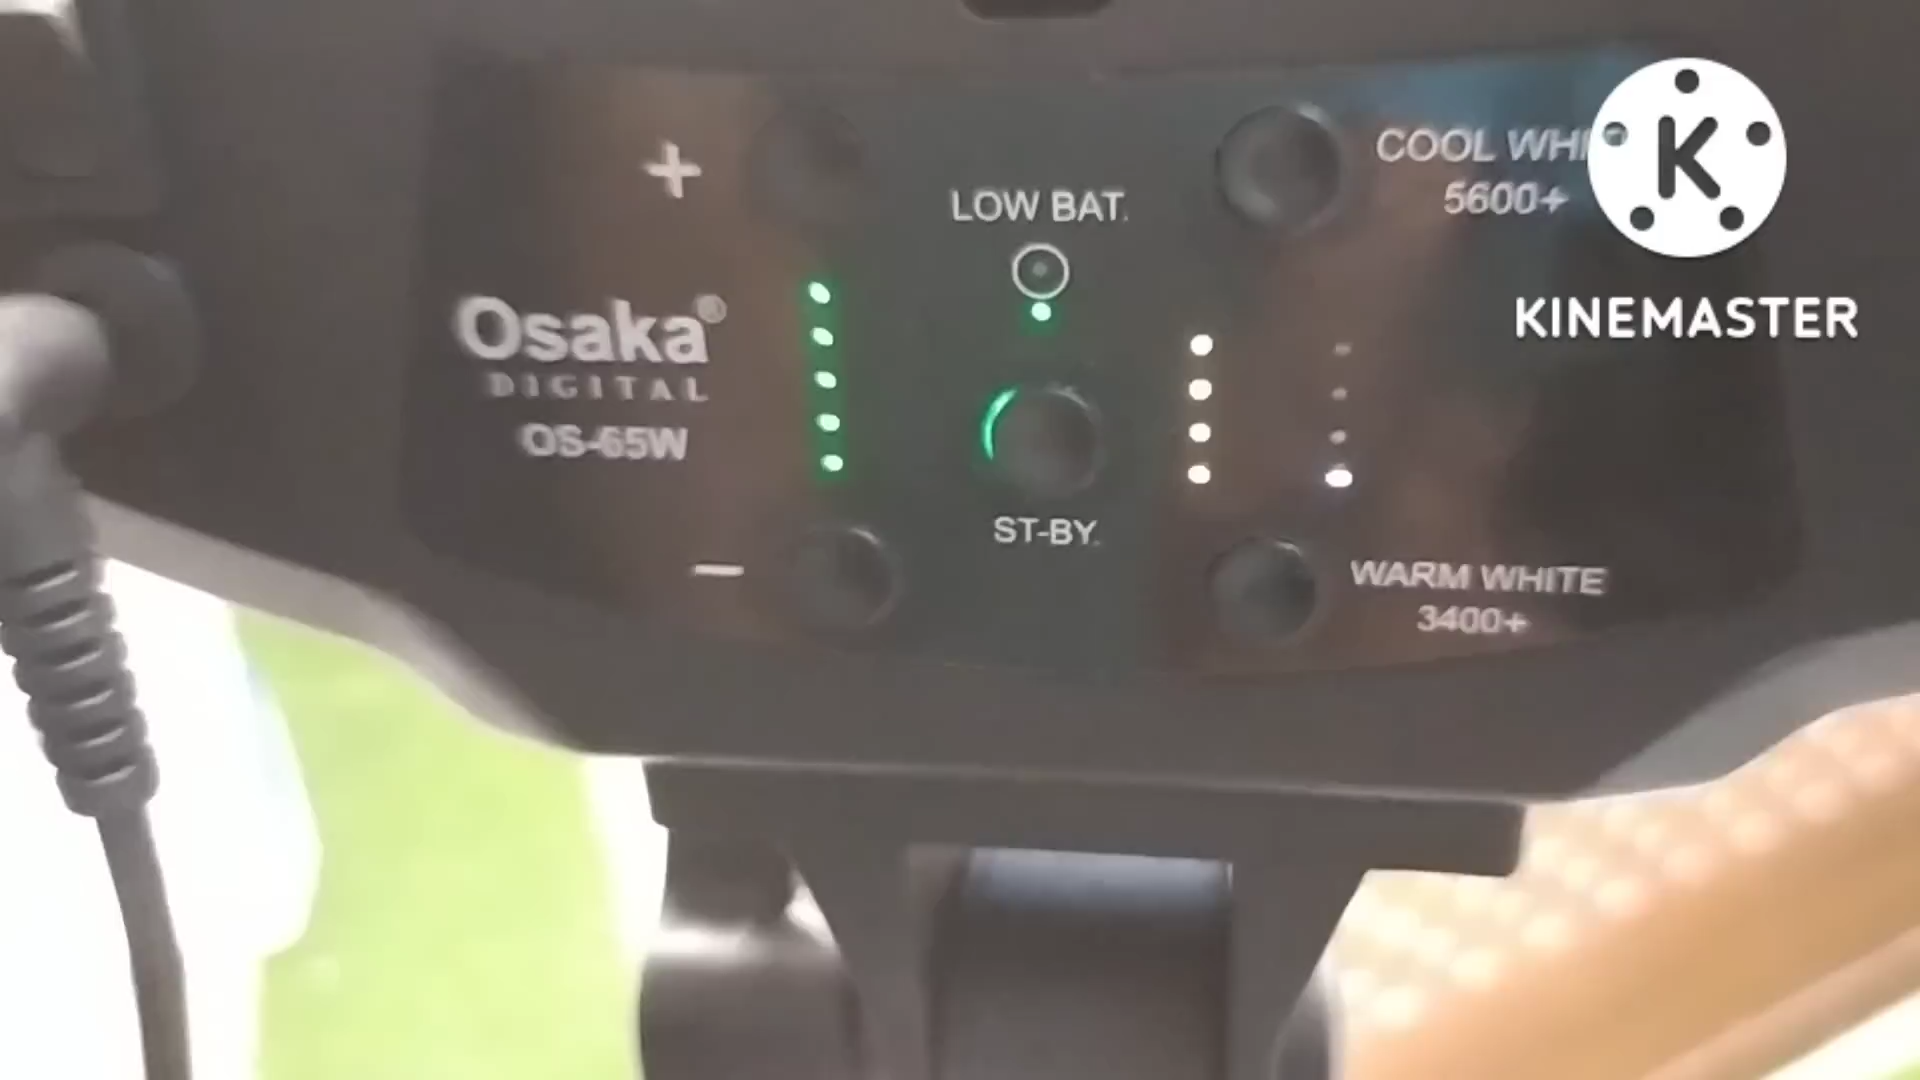 +
COOL WHI
5600+
LOW BAT.
Osaka®
DIGITAL
OS-65W
ST-BY.
−
WARM WHITE
3400+
K
KINEMASTER